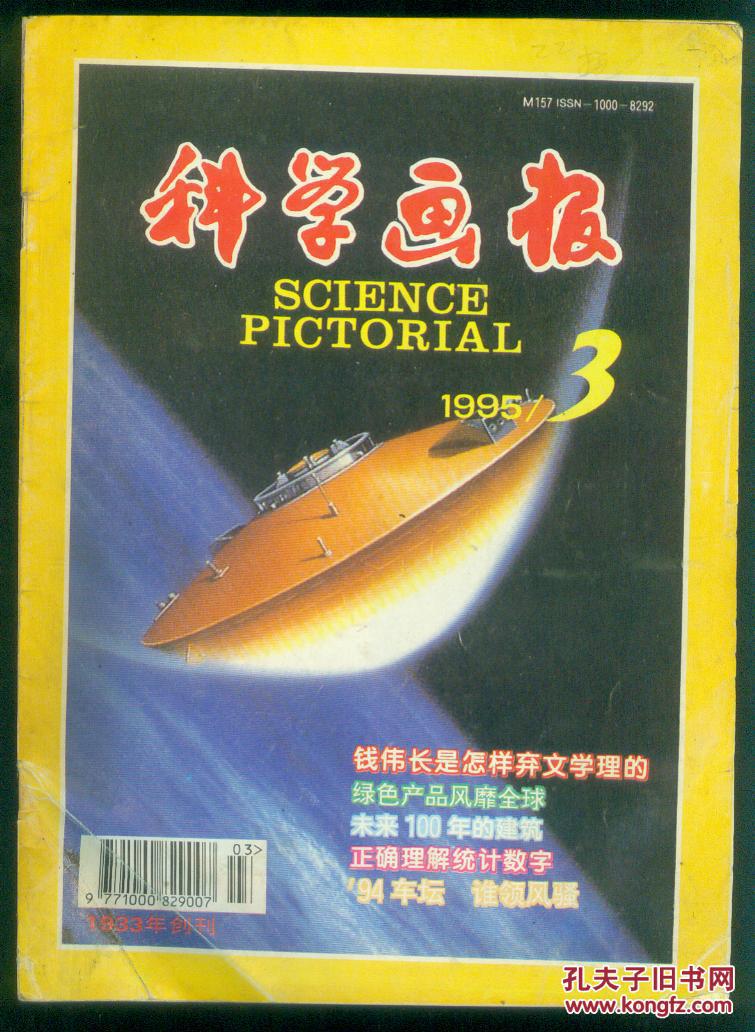 M157 ISSN-1000-8292
科学画报
SCIENCE
PICTORIAL
1995/3
钱伟长是怎样弃文学理的
绿色产品风靡全球
未来100年的建筑
正确理解统计数字
'94车坛 谁领风骚
03>
9 771000 829007
1933年创刊
孔夫子旧书网
www.kongfz.com